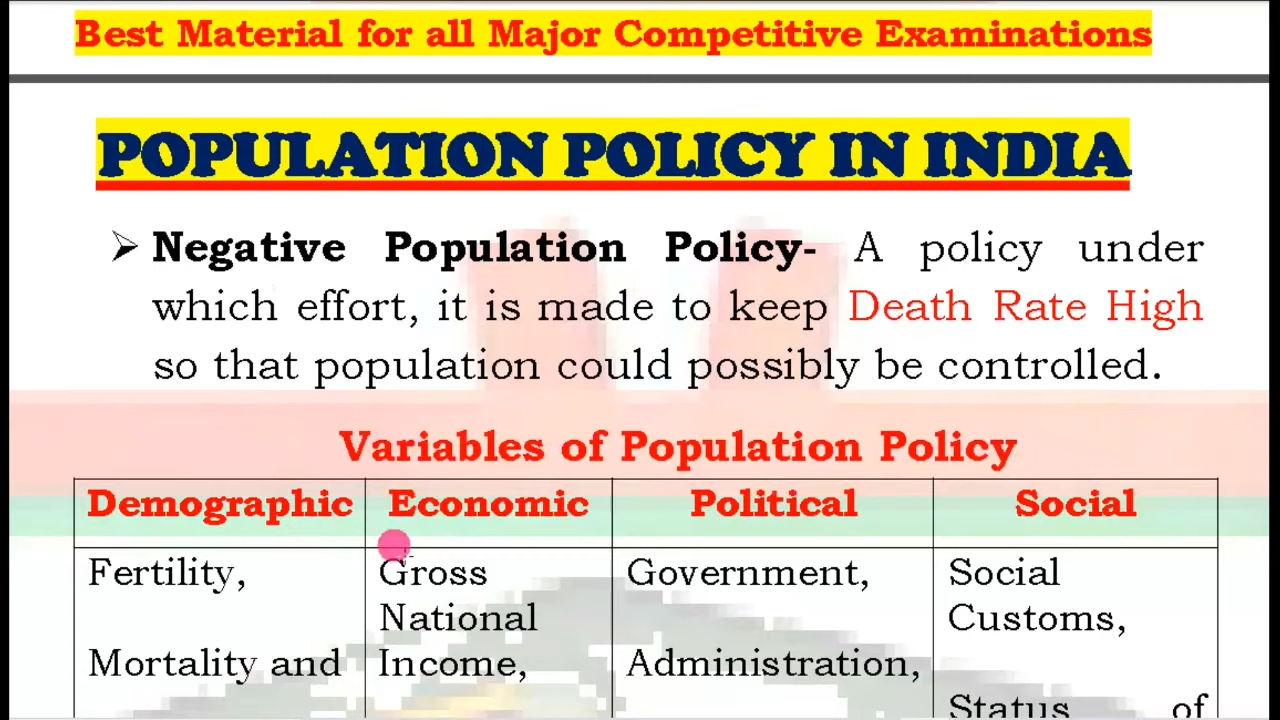 Best Material for all Major Competitive Examinations
POPULATION POLICY IN INDIA
➢ Negative Population Policy- A policy under
which effort, it is made to keep Death Rate High
so that population could possibly be controlled.
Variables of Population Policy
Demographic Economic Political Social
Fertility, Gross Government, Social
National Customs,
Mortality and Income, Administration,
Status of